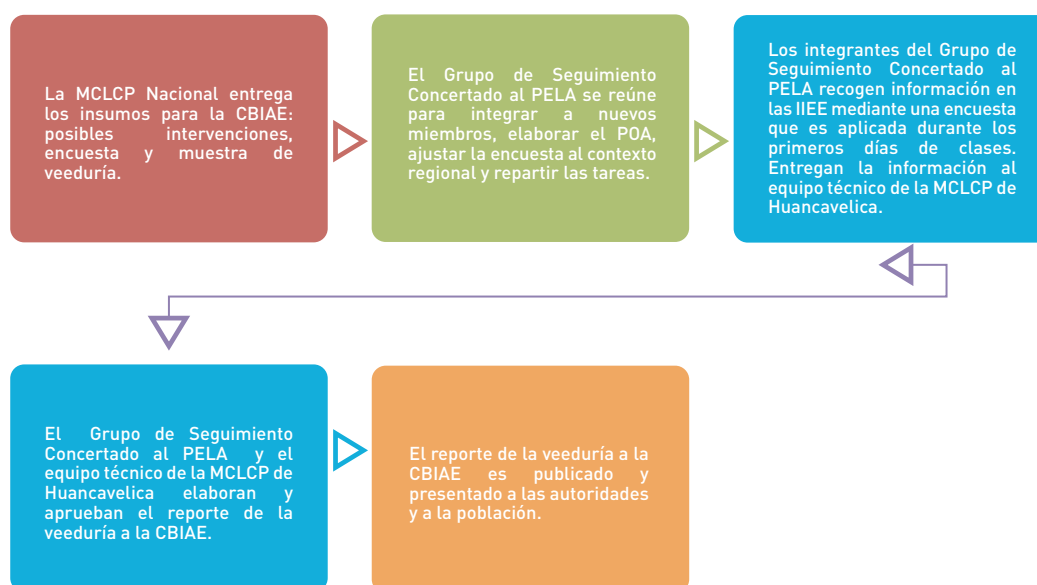 La MCLCP Nacional entrega
los insumos para la CBIAE:
posibles intervenciones,
encuesta y muestra de
veeduría.
El Grupo de Seguimiento
Concertado al PELA se reúne
para integrar a nuevos
miembros, elaborar el POA,
ajustar la encuesta al contexto
regional y repartir las tareas.
Los integrantes del Grupo de
Seguimiento Concertado al
PELA recogen información en
las IIEE mediante una encuesta
que es aplicada durante los
primeros días de clases.
Entregan la información al
equipo técnico de la MCLCP de
Huancavelica.
El Grupo de Seguimiento
Concertado al PELA y el
equipo técnico de la MCLCP de
Huancavelica elaboran y
aprueban el reporte de la
veeduría a la CBIAE.
El reporte de la veeduría a la
CBIAE es publicado y
presentado a las autoridades
y a la población.